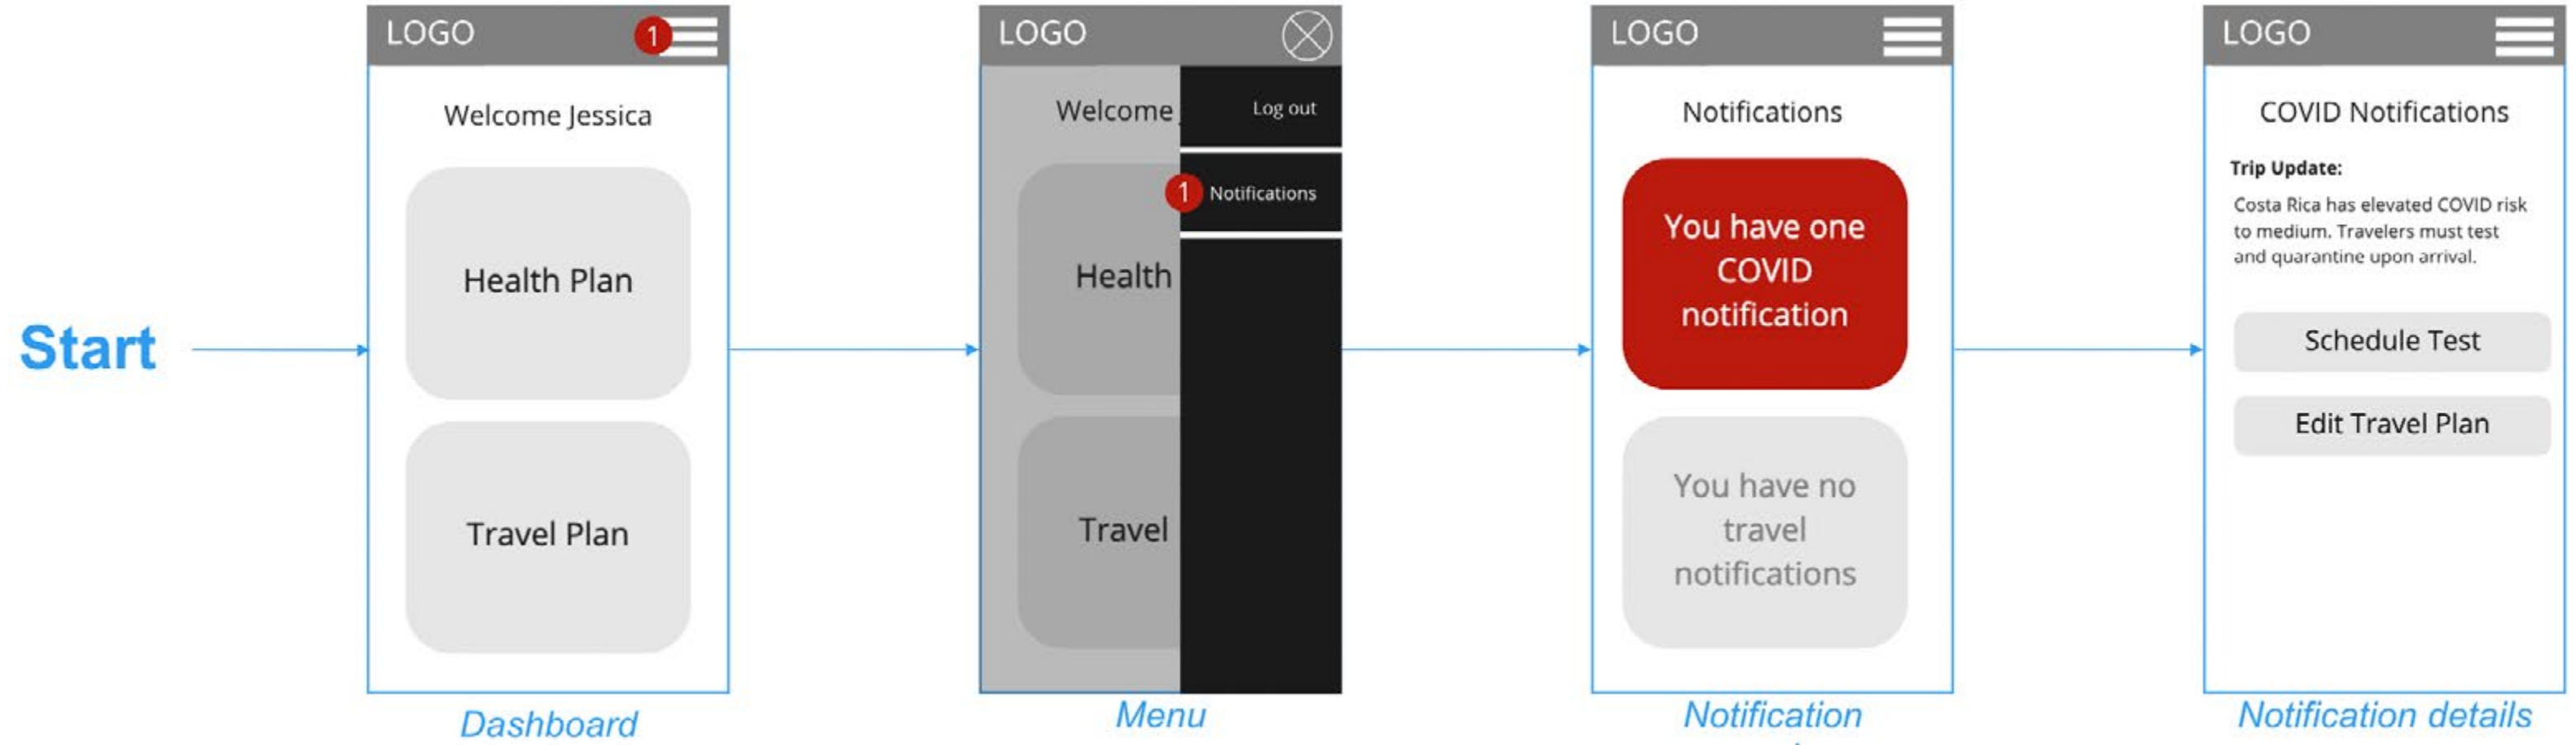 Start
LOGO
1
Welcome Jessica
Health Plan
Travel Plan
Dashboard
LOGO
Welcome
Log out
1
Notifications
Health
Travel
Menu
LOGO
Notifications
You have one
COVID
notification
You have no
travel
notifications
Notification
LOGO
COVID Notifications
Trip Update:
Costa Rica has elevated COVID risk
to medium. Travelers must test
and quarantine upon arrival.
Schedule Test
Edit Travel Plan
Notification details